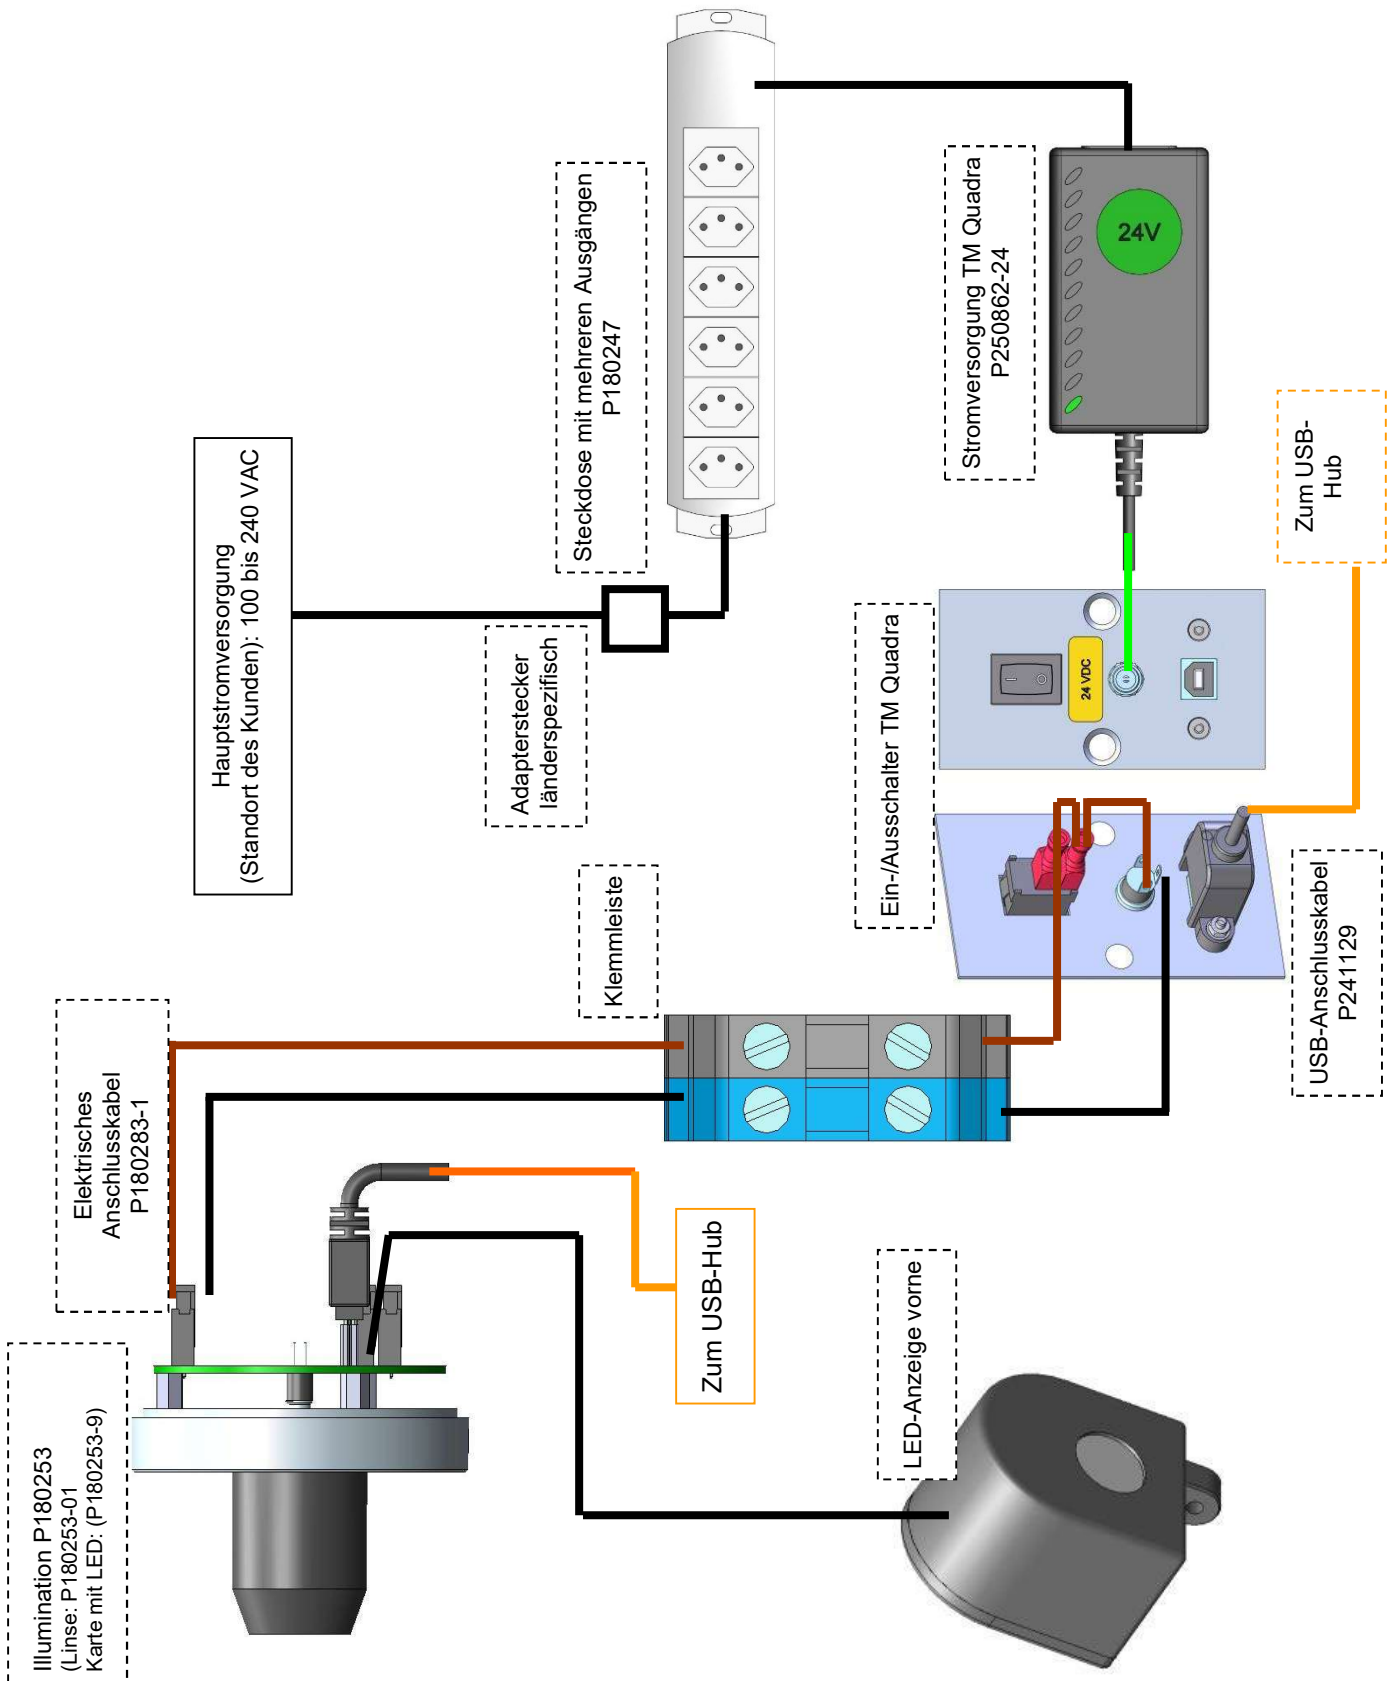 Hauptstromversorgung
(Standort des Kunden): 100 bis 240 VAC
Adapterstecker
länderspezifisch
Steckdose mit mehreren Ausgängen
P180247
Stromversorgung TM Quadra
P250862-24
24V
Zum USB-
Hub
Ein-/Ausschalter TM Quadra
24 VDC
USB-Anschlusskabel
P241129
Klemmleiste
Elektrisches
Anschlusskabel
P180283-1
Zum USB-Hub
LED-Anzeige vorne
Illumination P180253
(Linse: P180253-01
Karte mit LED: (P180253-9)